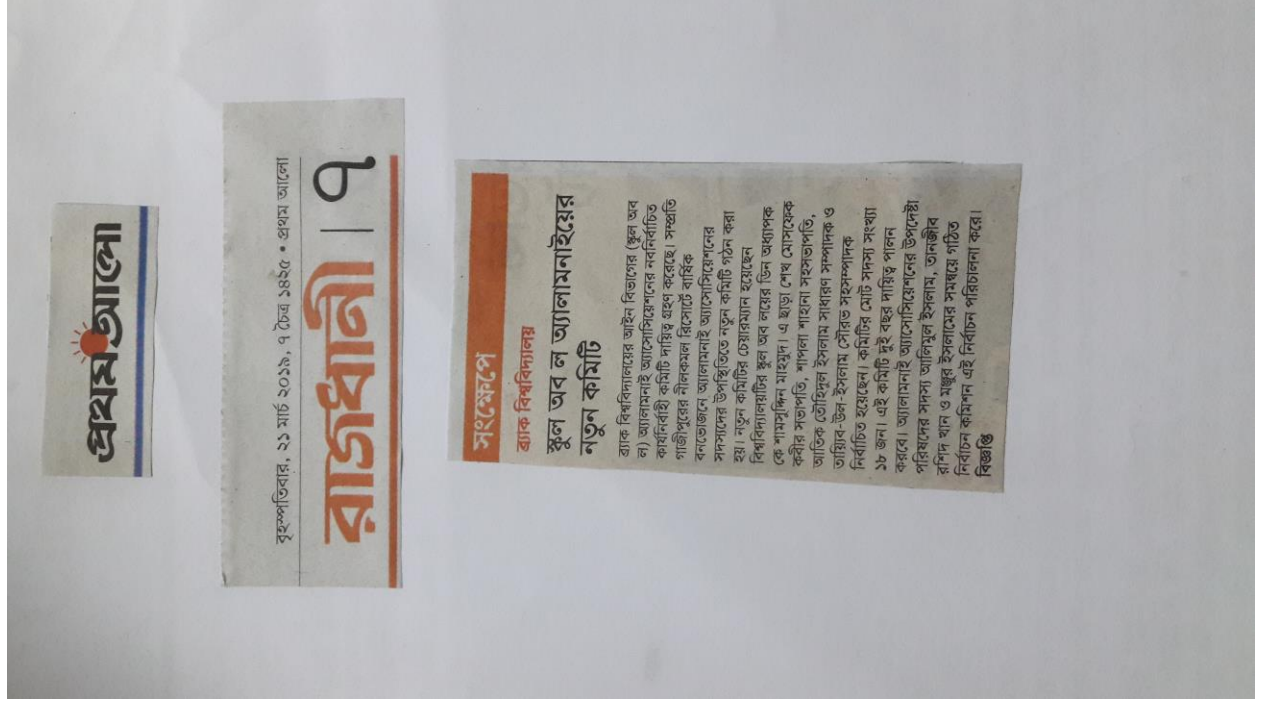 প্রথম আলো
বৃহস্পতিবার, ২১ মার্চ ২০১৯, ৭ চৈত্র ১৪২৫ • প্রথম আলো
রাজধানী | ৭
সংক্ষেপে
ব্র্যাক বিশ্ববিদ্যালয়
স্কুল অব ল অ্যালামনাইয়ের
নতুন কমিটি
ব্র্যাক বিশ্ববিদ্যালয়ের আইন বিভাগের (স্কুল অব
ল) অ্যালামনাই অ্যাসোসিয়েশনের নবনির্বাচিত
কার্যনির্বাহী কমিটি দায়িত্ব গ্রহণ করেছে। সম্প্রতি
গাজীপুরের নীলকমল রিসোর্টে বার্ষিক
বনভোজনে অ্যালামনাই অ্যাসোসিয়েশনের
সদস্যদের উপস্থিতিতে নতুন কমিটি গঠন করা
হয়। নতুন কমিটির চেয়ারম্যান হয়েছেন
বিশ্ববিদ্যালয়টির স্কুল অব লয়ের ডিন অধ্যাপক
কে শামসুদ্দিন মাহমুদ। এ ছাড়া শেখ মোসফেক
কবীর সভাপতি, শাপলা শাহানা সহসভাপতি,
আতিক তৌহিদুল ইসলাম সাধারণ সম্পাদক ও
তায়্যিব-উল-ইসলাম সৌরভ সহসম্পাদক
নির্বাচিত হয়েছেন। কমিটির মোট সদস্য সংখ্যা
১৮ জন। এই কমিটি দুই বছর দায়িত্ব পালন
করবে। অ্যালামনাই অ্যাসোসিয়েশনের উপদেষ্টা
পরিষদের সদস্য আলিমুল ইসলাম, তানজীব
রশিদ খান ও মঞ্জুর ইসলামের সমন্বয়ে গঠিত
নির্বাচন কমিশন এই নির্বাচন পরিচালনা করে।
বিজ্ঞপ্তি